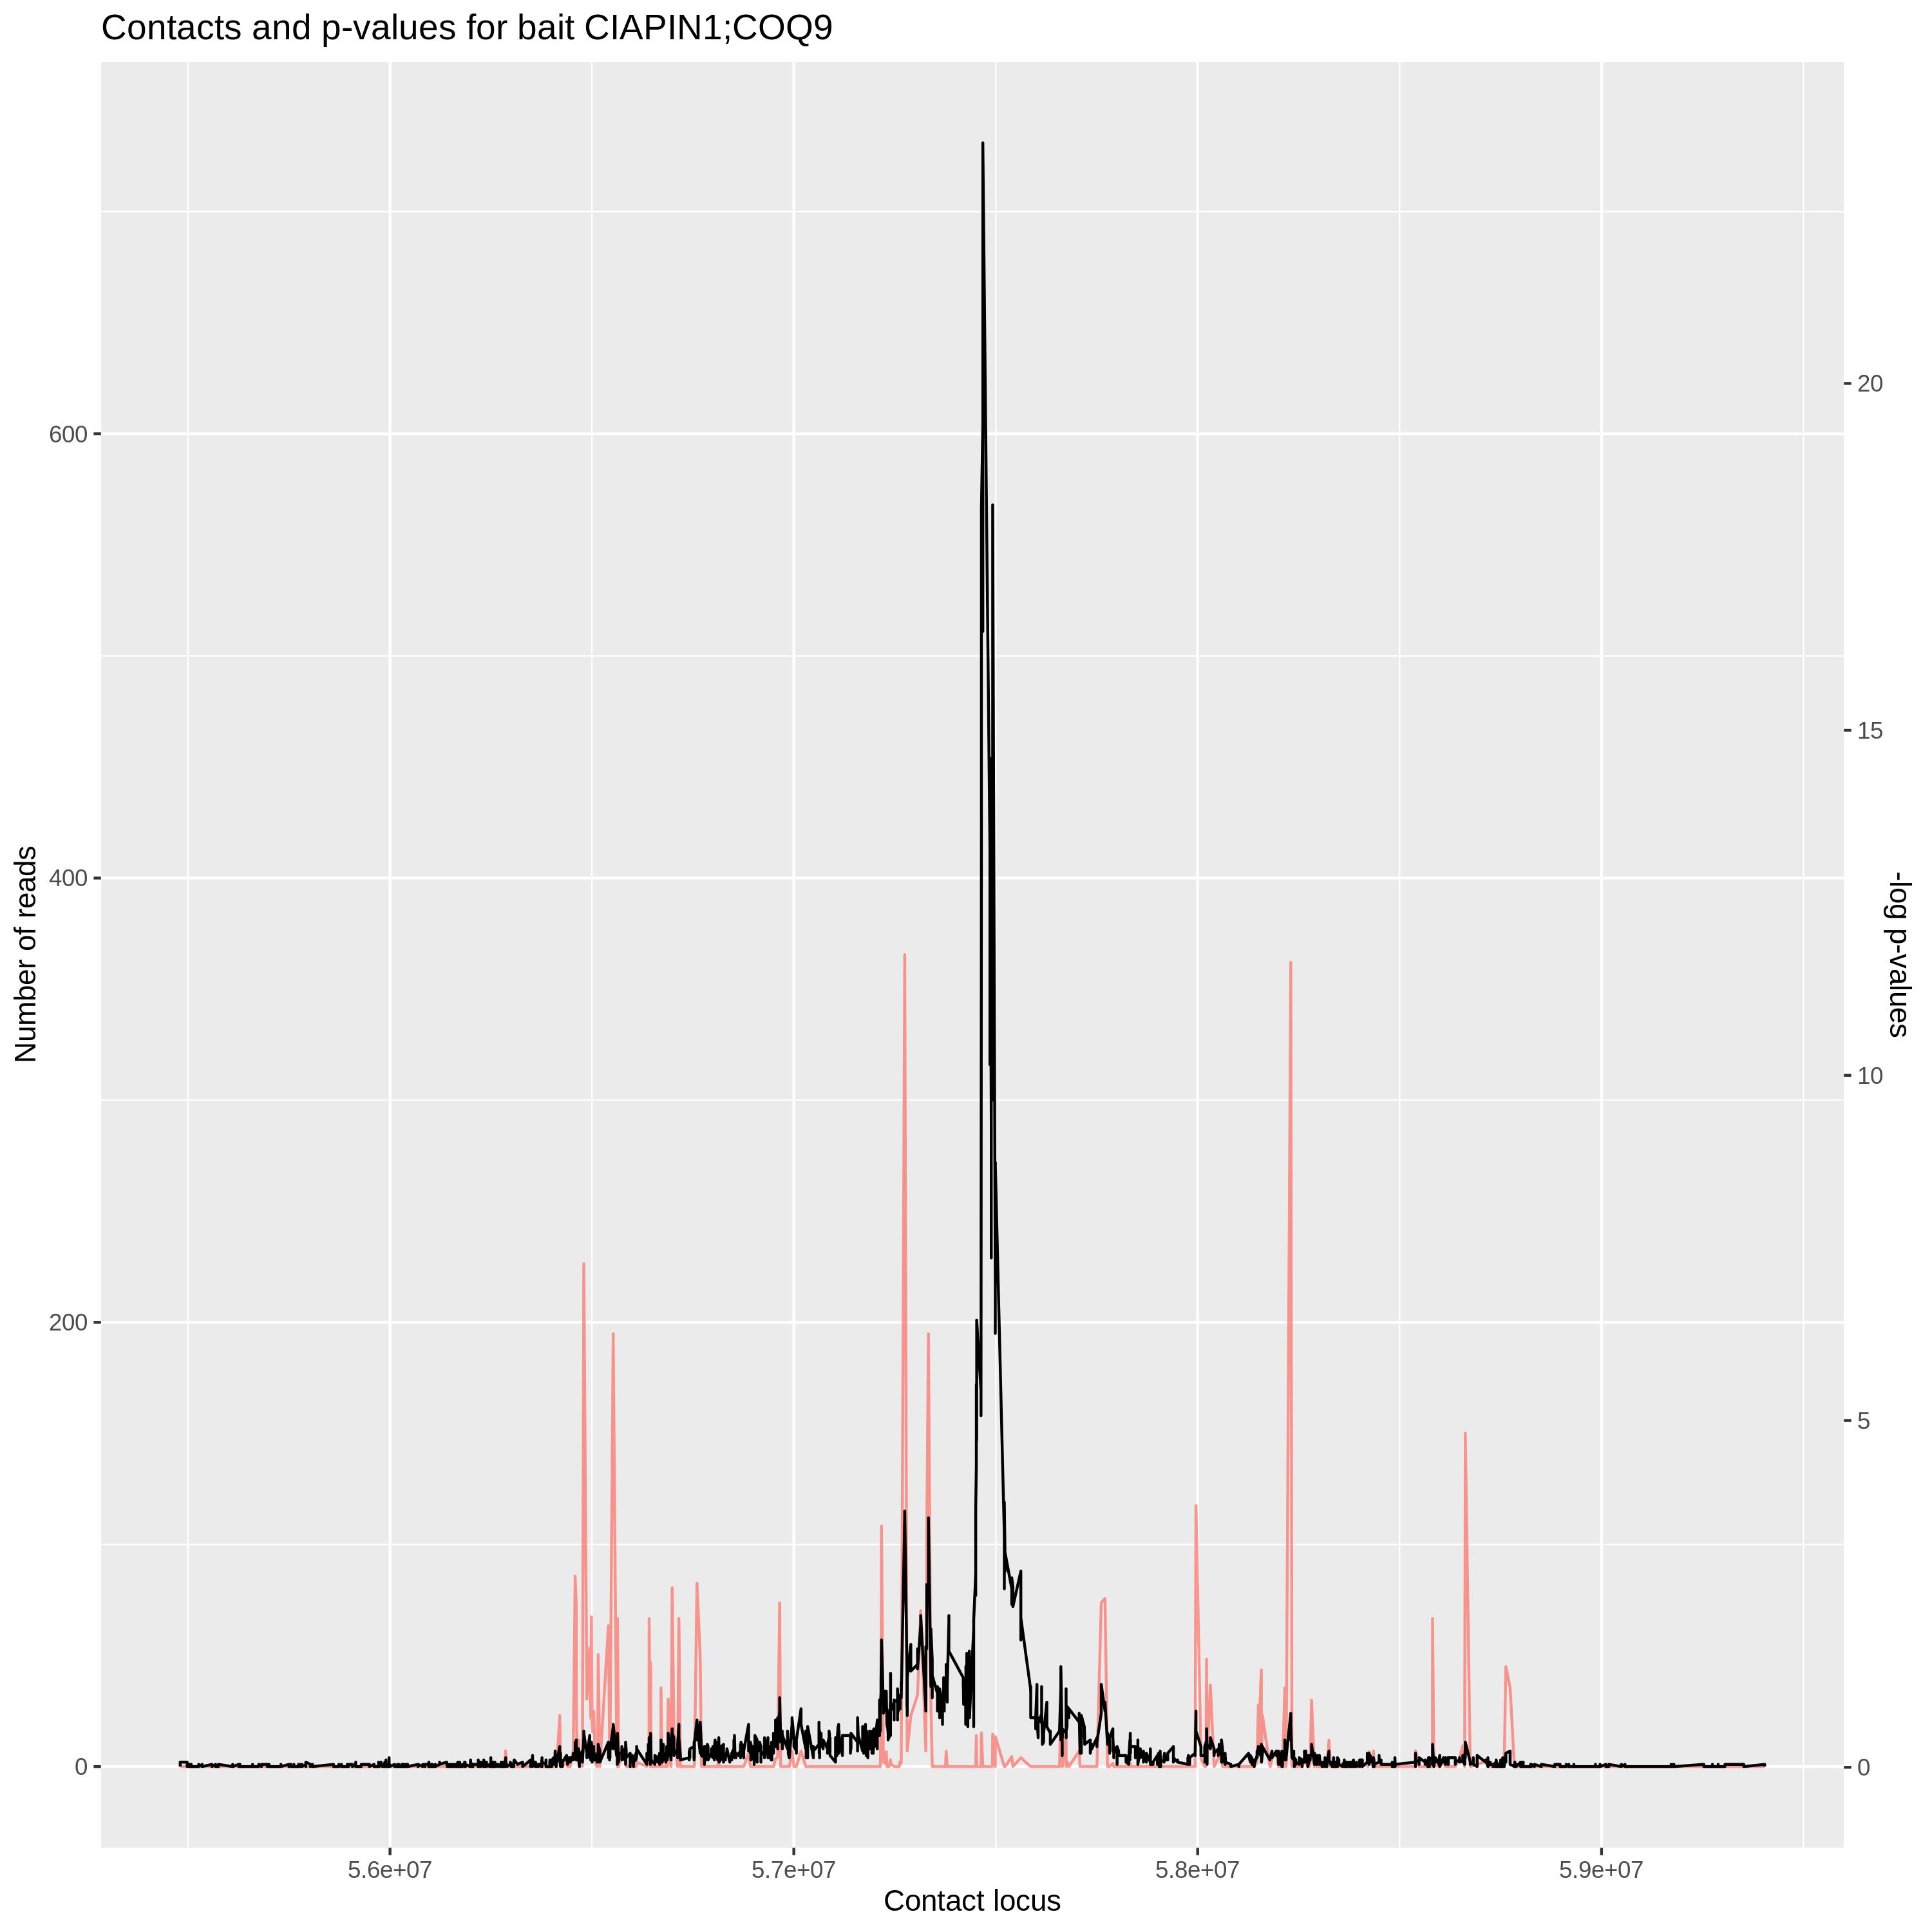 Contacts and p-values for bait CIAPIN1;COQ9
600
400
200
0
Number of reads
20
15
10
5
0
-log p-values
5.6e+07
5.7e+07
5.8e+07
5.9e+07
Contact locus